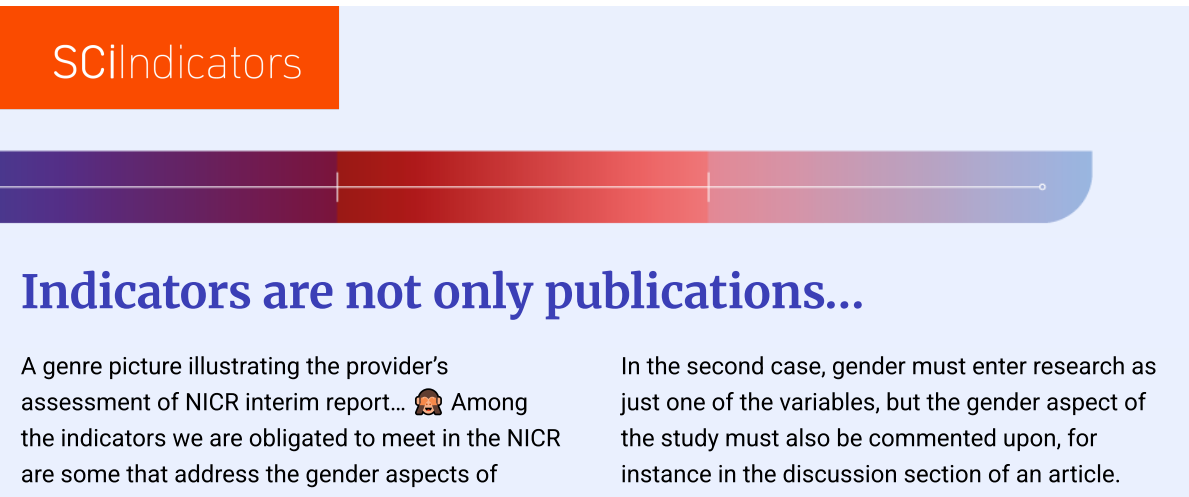 SCiIndicators
Indicators are not only publications...
A genre picture illustrating the provider’s
assessment of NICR interim report... 🙈 Among
the indicators we are obligated to meet in the NICR
are some that address the gender aspects of
In the second case, gender must enter research as
just one of the variables, but the gender aspect of
the study must also be commented upon, for
instance in the discussion section of an article.